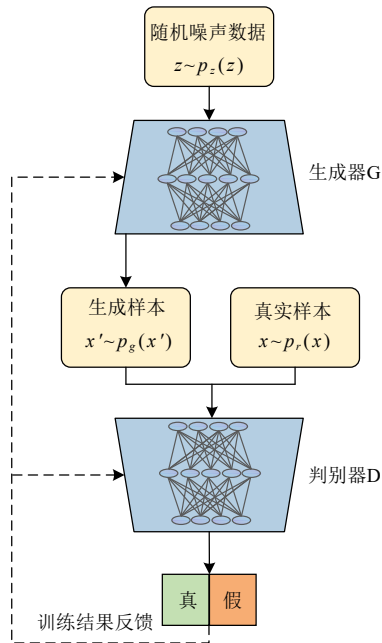 随机噪声数据
z~p_z(z)
生成器G
生成样本
x'~p_g(x')
真实样本
x~p_r(x)
判别器D
真 假
训练结果反馈